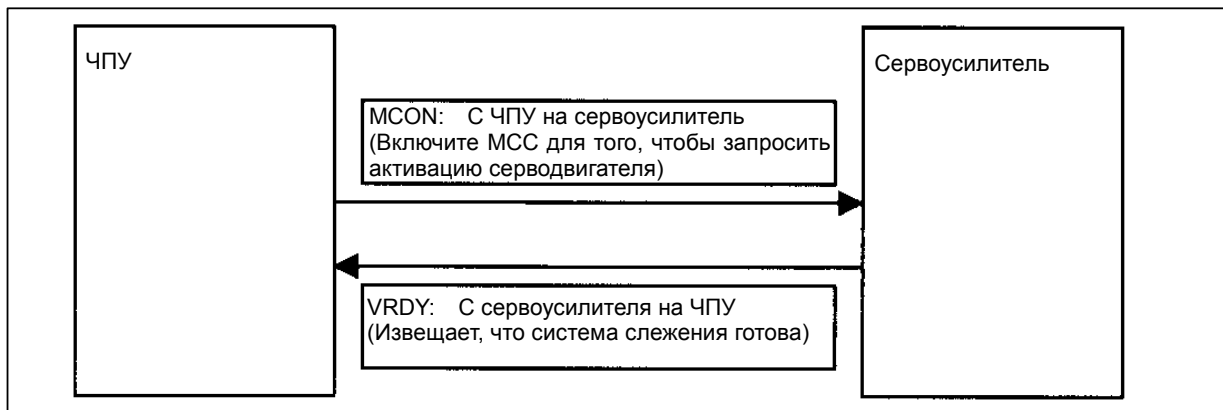 ЧПУ
Сервоусилитель
MCON: С ЧПУ на сервоусилитель
(Включите МСС для того, чтобы запросить
активацию серводвигателя)
VRDY: С сервоусилителя на ЧПУ
(Извещает, что система слежения готова)